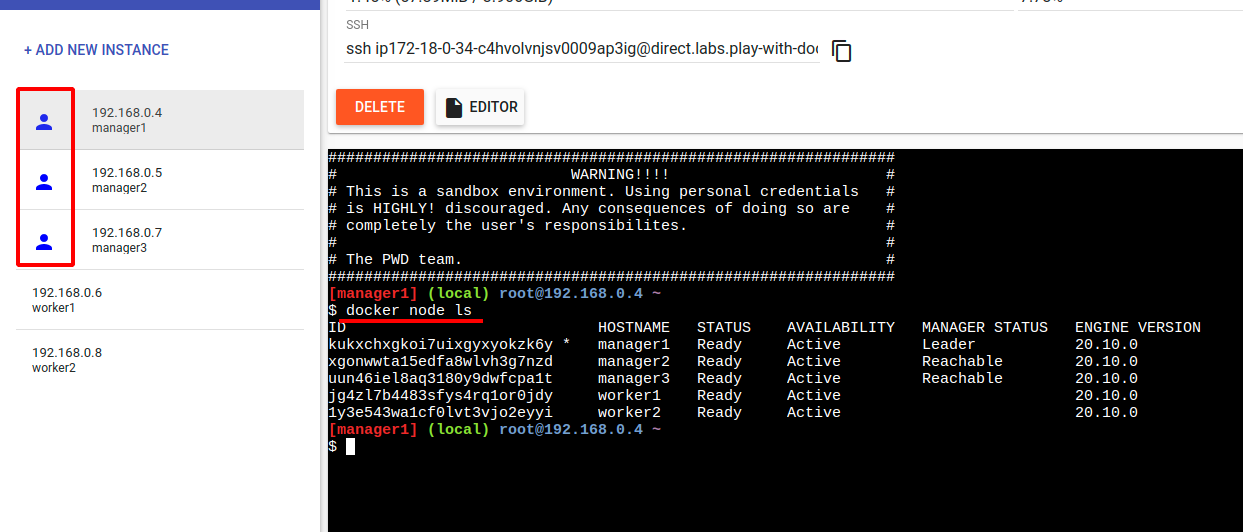 + ADD NEW INSTANCE
192.168.0.4
manager1
192.168.0.5
manager2
192.168.0.7
manager3
192.168.0.6
worker1
192.168.0.8
worker2
SSH
ssh ip172-18-0-34-c4hvolvnjsv0009ap3ig@direct.labs.play-with-doc
DELETE
EDITOR
###############################################################
#                          WARNING!!!!                        #
# This is a sandbox environment. Using personal credentials   #
# is HIGHLY! discouraged. Any consequences of doing so are    #
# completely the user's responsibilites.                      #
#                                                             #
# The PWD team.                                               #
###############################################################
[manager1] (local) root@192.168.0.4 ~
$ docker node ls
ID                            HOSTNAME   STATUS    AVAILABILITY   MANAGER STATUS   ENGINE VERSION
kukxchxgkoi7uixgyxyokzk6y *   manager1   Ready     Active         Leader           20.10.0
xgonwwta15edfa8wlvh3g7nzd     manager2   Ready     Active         Reachable        20.10.0
uun46iel8aq3180y9dwfcpa1t     manager3   Ready     Active         Reachable        20.10.0
jg4zl7b4483sfys4rq1or0jdy     worker1    Ready     Active                          20.10.0
1y3e543wa1cf0lvt3vjo2eyyi     worker2    Ready     Active                          20.10.0
[manager1] (local) root@192.168.0.4 ~
$